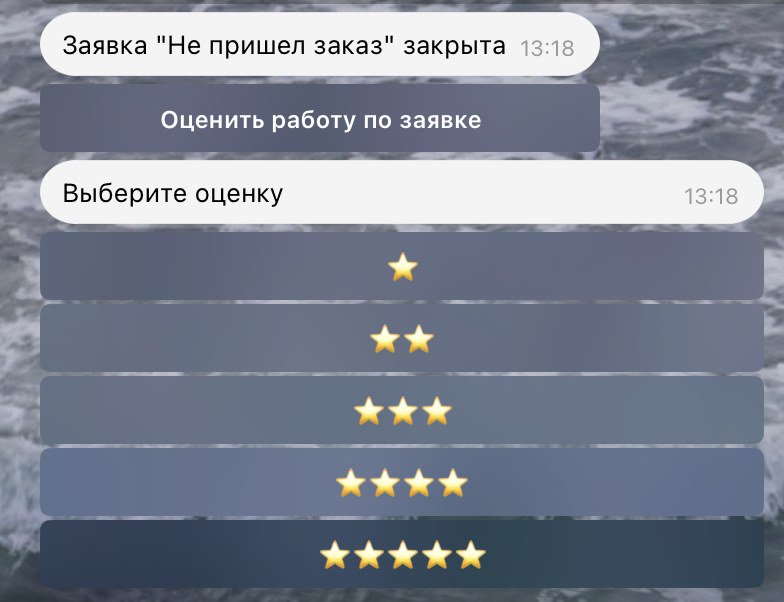 Заявка "Не пришел заказ" закрыта 13:18
Оценить работу по заявке
Выберите оценку 13:18
⭐
⭐⭐
⭐⭐⭐
⭐⭐⭐⭐
⭐⭐⭐⭐⭐